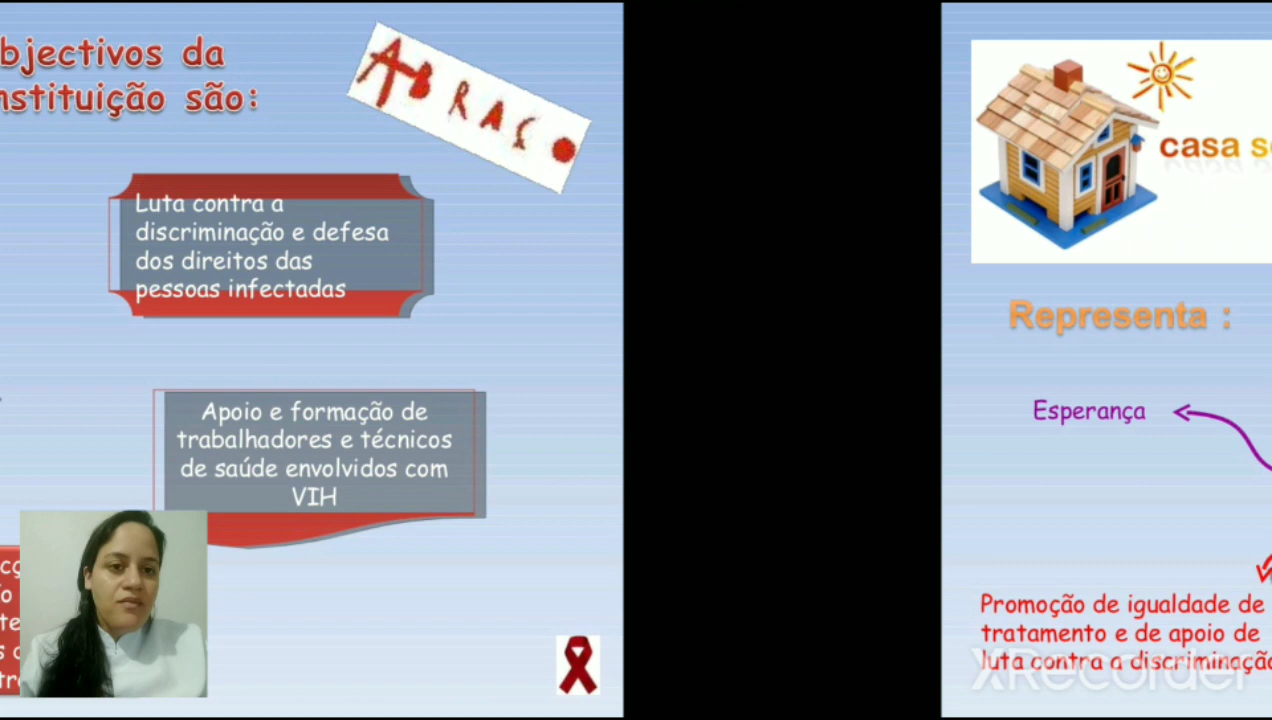 bjectivos da
nstituição são:
ABRAÇO
Luta contra a
discriminação e defesa
dos direitos das
pessoas infectadas
Apoio e formação de
trabalhadores e técnicos
de saúde envolvidos com
VIH
casa s
Representa :
Esperança
Promoção de igualdade de
tratamento e de apoio de
luta contra a discriminação
XRecorder